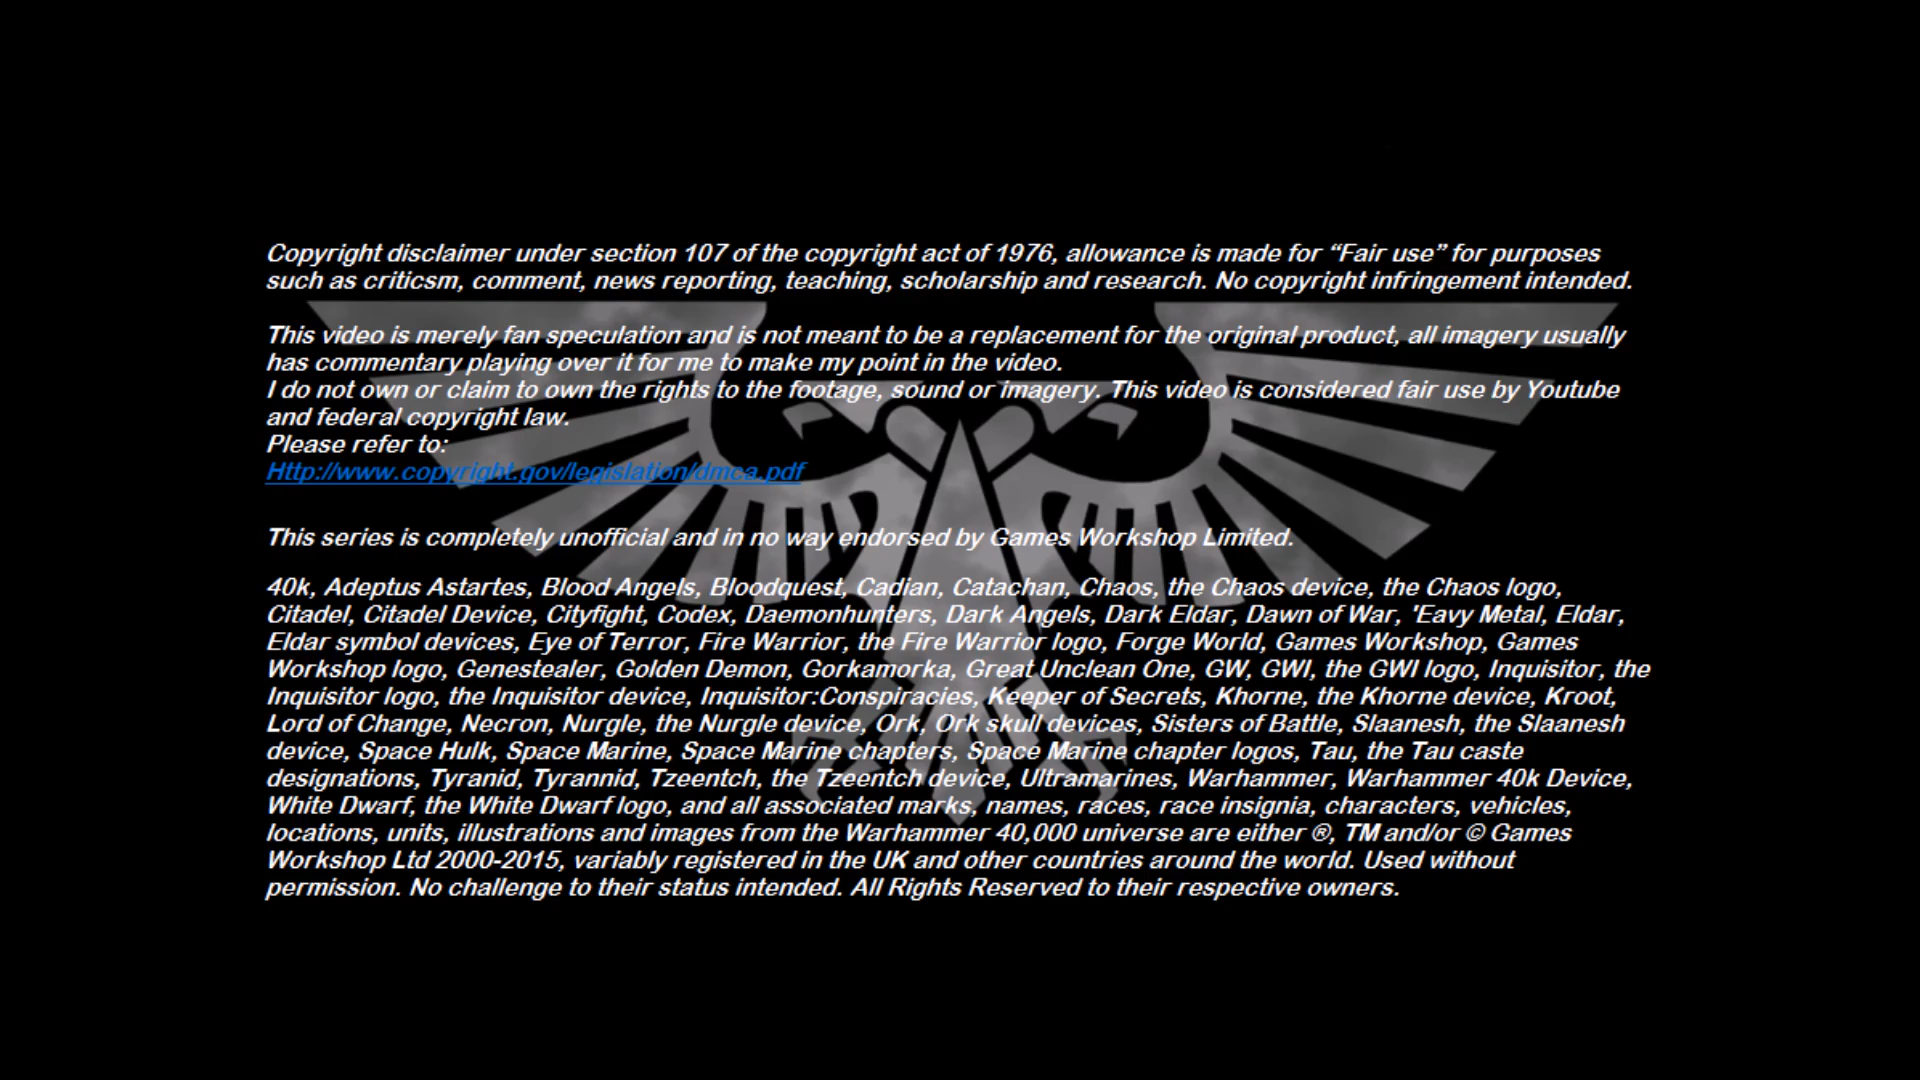 Copyright disclaimer under section 107 of the copyright act of 1976, allowance is made for “Fair use” for purposes
such as criticsm, comment, news reporting, teaching, scholarship and research. No copyright infringement intended.
This video is merely fan speculation and is not meant to be a replacement for the original product, all imagery usually
has commentary playing over it for me to make my point in the video.
I do not own or claim to own the rights to the footage, sound or imagery. This video is considered fair use by Youtube
and federal copyright law.
Please refer to:
Http://www.copyright.gov/legislation/dmca.pdf
This series is completely unofficial and in no way endorsed by Games Workshop Limited.
40k, Adeptus Astartes, Blood Angels, Bloodquest, Cadian, Catachan, Chaos, the Chaos device, the Chaos logo,
Citadel, Citadel Device, Cityfight, Codex, Daemonhunters, Dark Angels, Dark Eldar, Dawn of War, 'Eavy Metal, Eldar,
Eldar symbol devices, Eye of Terror, Fire Warrior, the Fire Warrior logo, Forge World, Games Workshop, Games
Workshop logo, Genestealer, Golden Demon, Gorkamorka, Great Unclean One, GW, GWI, the GWI logo, Inquisitor, the
Inquisitor logo, the Inquisitor device, Inquisitor:Conspiracies, Keeper of Secrets, Khorne, the Khorne device, Kroot,
Lord of Change, Necron, Nurgle, the Nurgle device, Ork, Ork skull devices, Sisters of Battle, Slaanesh, the Slaanesh
device, Space Hulk, Space Marine, Space Marine chapters, Space Marine chapter logos, Tau, the Tau caste
designations, Tyranid, Tyrannid, Tzeentch, the Tzeentch device, Ultramarines, Warhammer, Warhammer 40k Device,
White Dwarf, the White Dwarf logo, and all associated marks, names, races, race insignia, characters, vehicles,
locations, units, illustrations and images from the Warhammer 40,000 universe are either ®, TM and/or © Games
Workshop Ltd 2000-2015, variably registered in the UK and other countries around the world. Used without
permission. No challenge to their status intended. All Rights Reserved to their respective owners.